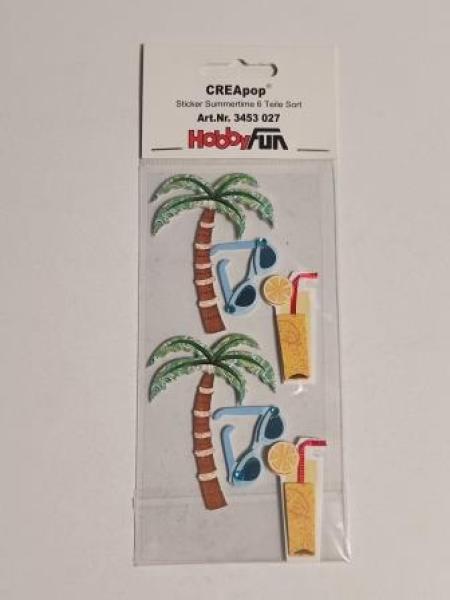 CREApop®
Sticker Summertime 6 Teile Sort
Art.Nr. 3453 027
HobbyFun